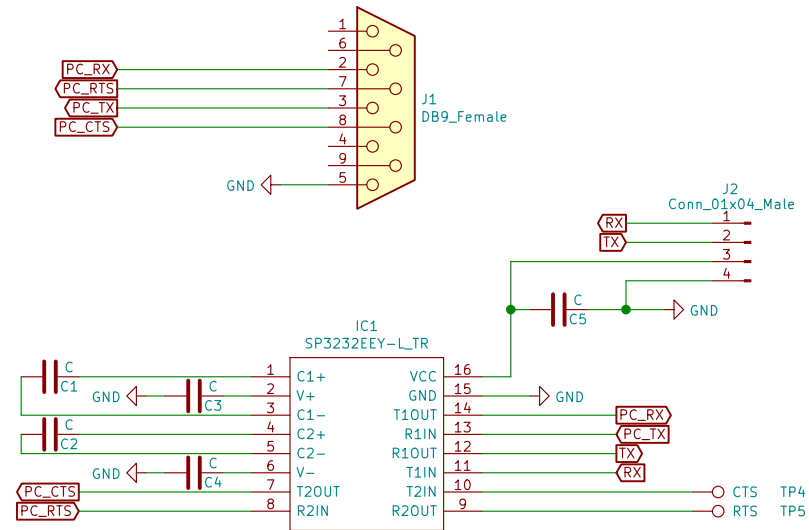 1
6
PC_RX 2
PC_RTS 7
PC_TX 3
PC_CTS 8
4
9
GND 5
J1
DB9_Female
J2
Conn_01x04_Male
RX 1
TX 2
3
4
C
C5
GND
IC1
SP3232EEY-L_TR
C
C1
1 C1+ VCC 16
GND C
C3
2 V+ GND 15 GND
3 C1- T1OUT 14 PC_RX
C
C2
4 C2+ R1IN 13 PC_TX
5 C2- R1OUT 12 TX
GND C
C4
6 V- T1IN 11 RX
PC_CTS 7 T2OUT T2IN 10 CTS TP4
PC_RTS 8 R2IN R2OUT 9 RTS TP5